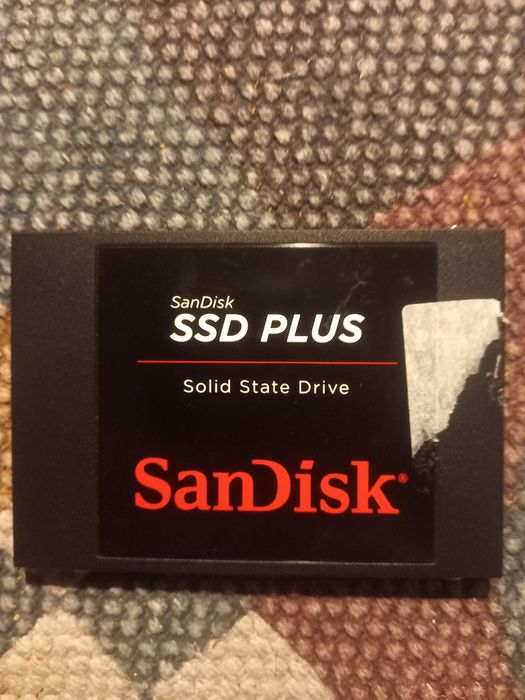 SanDisk
SSD PLUS
Solid State Drive
SanDisk®